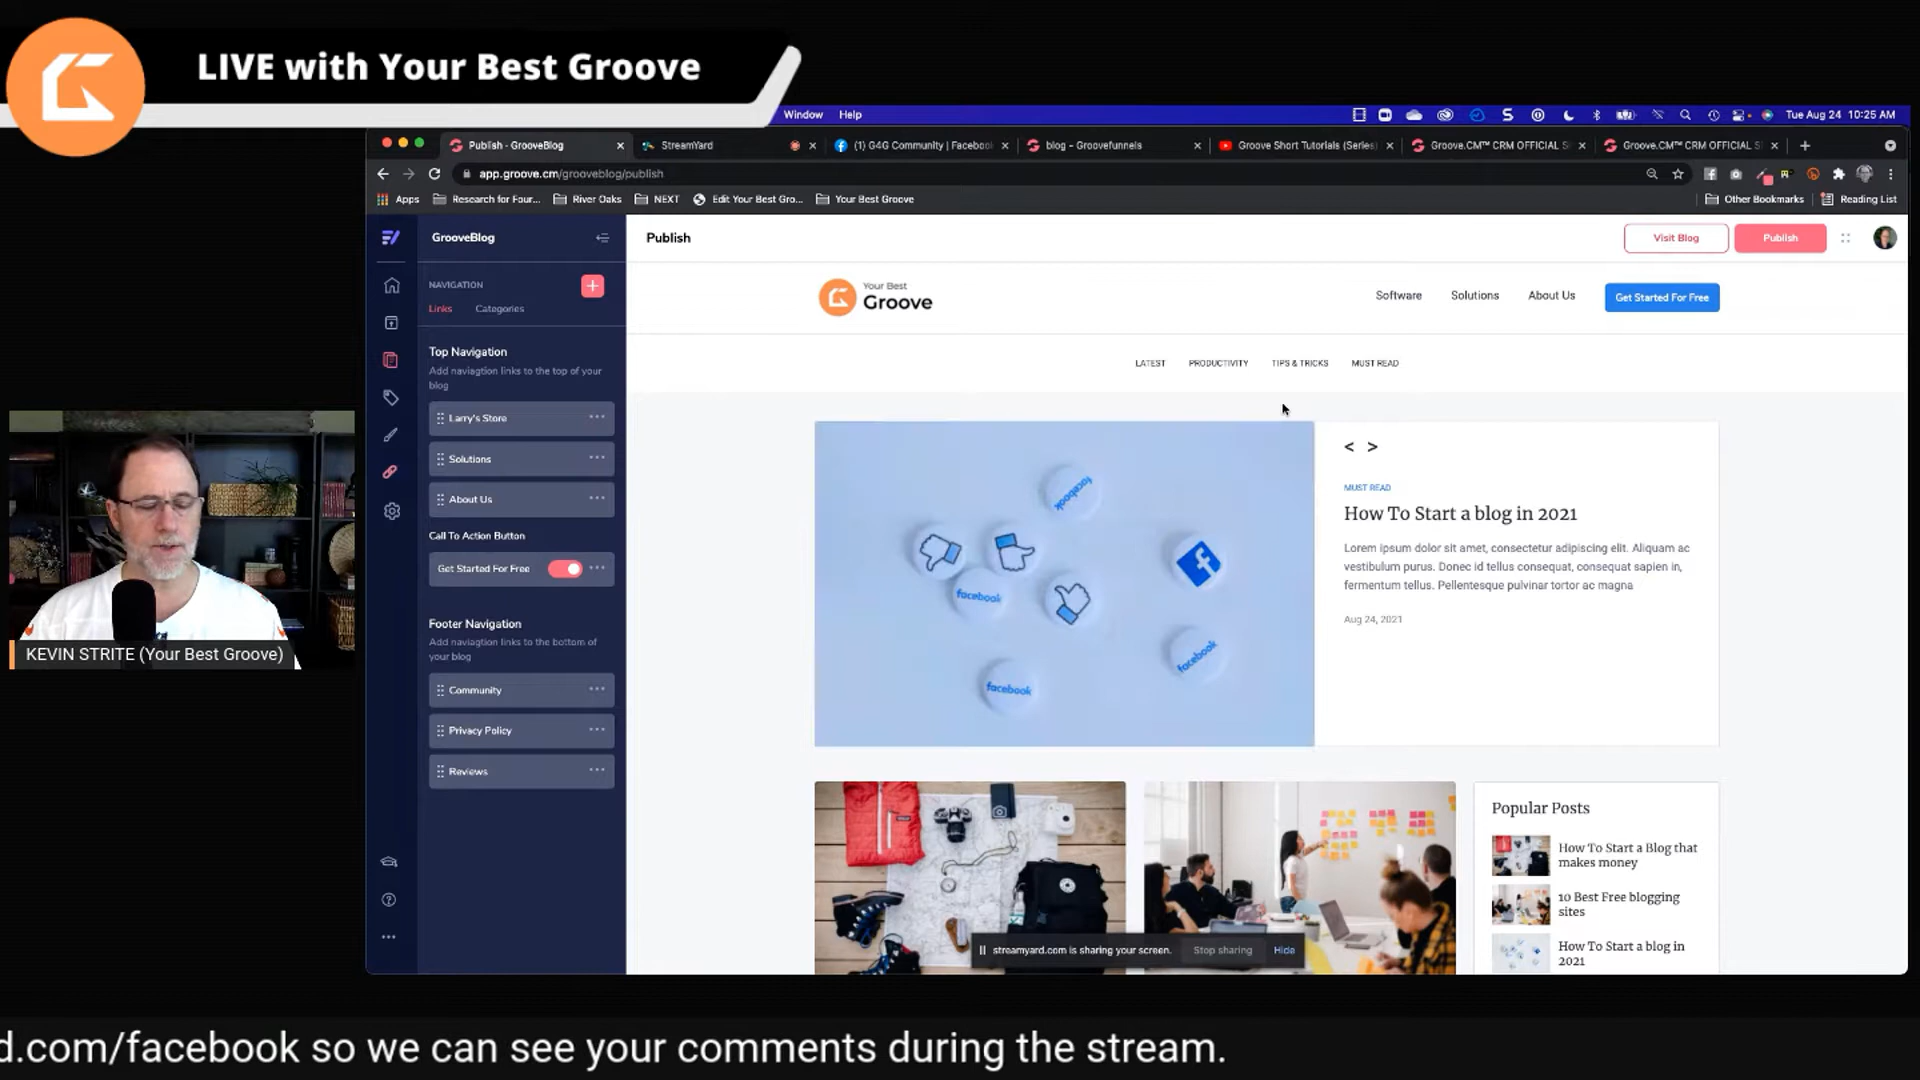 LIVE with Your Best Groove
Window Help
Tue Aug 24 10:25 AM
Publish - GrooveBlog
StreamYard
(1) G4G Community | Facebook
blog – Groovefunnels
Groove Short Tutorials (Series)
Groove.CM™ CRM OFFICIAL S
Groove.CM™ CRM OFFICIAL S
app.groove.cm/grooveblog/publish
Apps
Research for Four...
River Oaks
NEXT
Edit Your Best Gro...
Your Best Groove
Other Bookmarks
Reading List
GrooveBlog
Publish
Visit Blog
Publish
NAVIGATION
Links Categories
Your Best
Groove
Software
Solutions
About Us
Get Started For Free
Top Navigation
Add naviagtion links to the top of your
blog
Larry's Store
Solutions
About Us
Call To Action Button
Get Started For Free
Footer Navigation
Add naviagtion links to the bottom of
your blog
Community
Privacy Policy
Reviews
LATEST
PRODUCTIVITY
TIPS & TRICKS
MUST READ
facebook
facebook
facebook
facebook
< >
MUST READ
How To Start a blog in 2021
Lorem ipsum dolor sit amet, consectetur adipiscing elit. Aliquam ac
vestibulum purus. Donec id tellus consequat, consequat sapien in,
fermentum tellus. Pellentesque pulvinar tortor ac magna
Aug 24, 2021
Popular Posts
How To Start a Blog that
makes money
10 Best Free blogging
sites
How To Start a blog in
2021
streamyard.com is sharing your screen.
Stop sharing
Hide
KEVIN STRITE (Your Best Groove)
d.com/facebook so we can see your comments during the stream.